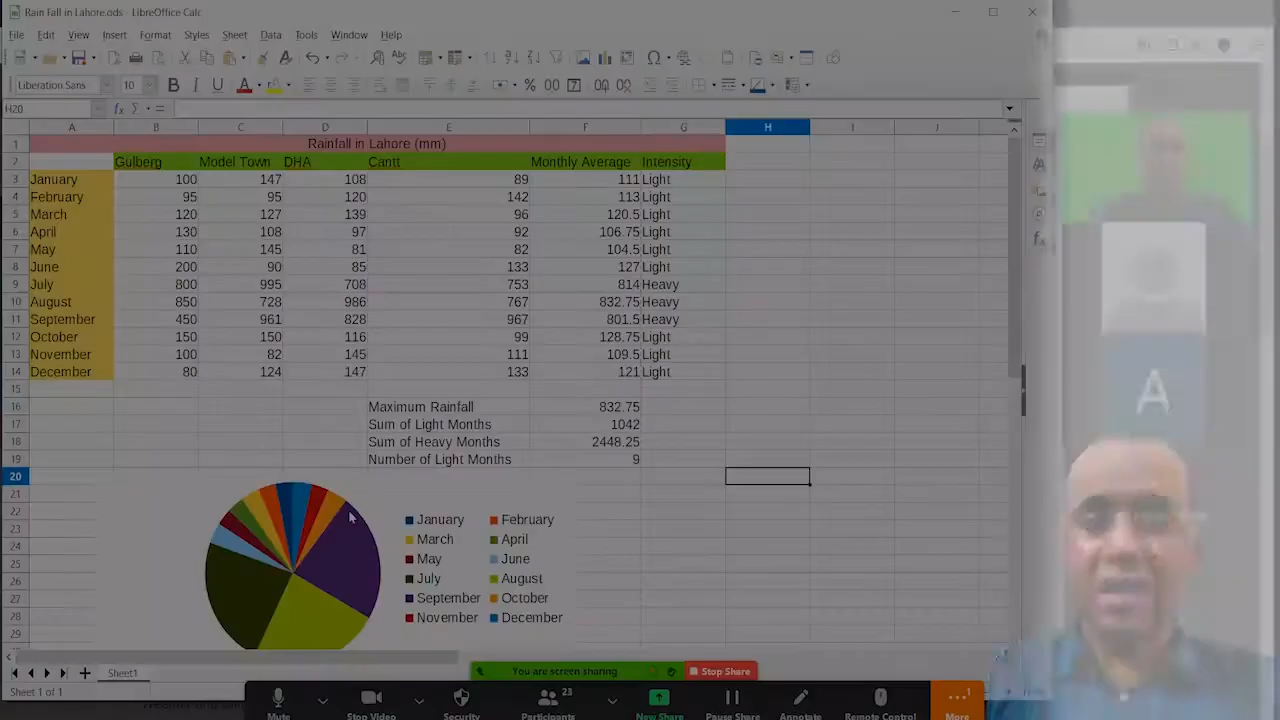 Rain Fall in Lahore.ods - LibreOffice Calc
File Edit View Insert Format Styles Sheet Data Tools Window Help
Liberation Sans 10 B I U A % 00 7 00 00
H20 fx Σ =
A B C D E F G H I J
1 Rainfall in Lahore (mm)
2 Gulberg Model Town DHA Cantt Monthly Average Intensity
3 January 100 147 108 89 111 Light
4 February 95 95 120 142 113 Light
5 March 120 127 139 96 120.5 Light
6 April 130 108 97 92 106.75 Light
7 May 110 145 81 82 104.5 Light
8 June 200 90 85 133 127 Light
9 July 800 995 708 753 814 Heavy
10 August 850 728 986 767 832.75 Heavy
11 September 450 961 828 967 801.5 Heavy
12 October 150 150 116 99 128.75 Light
13 November 100 82 145 111 109.5 Light
14 December 80 124 147 133 121 Light
15
16 Maximum Rainfall 832.75
17 Sum of Light Months 1042
18 Sum of Heavy Months 2448.25
19 Number of Light Months 9
20
21
22 January February
23 March April
24 May June
25 July August
26 September October
27 November December
28
29
A
Sheet1
You are screen sharing Stop Share
Sheet 1 of 1
23 1
Mute Stop Video Security Participants New Share Pause Share Annotate Remote Control More